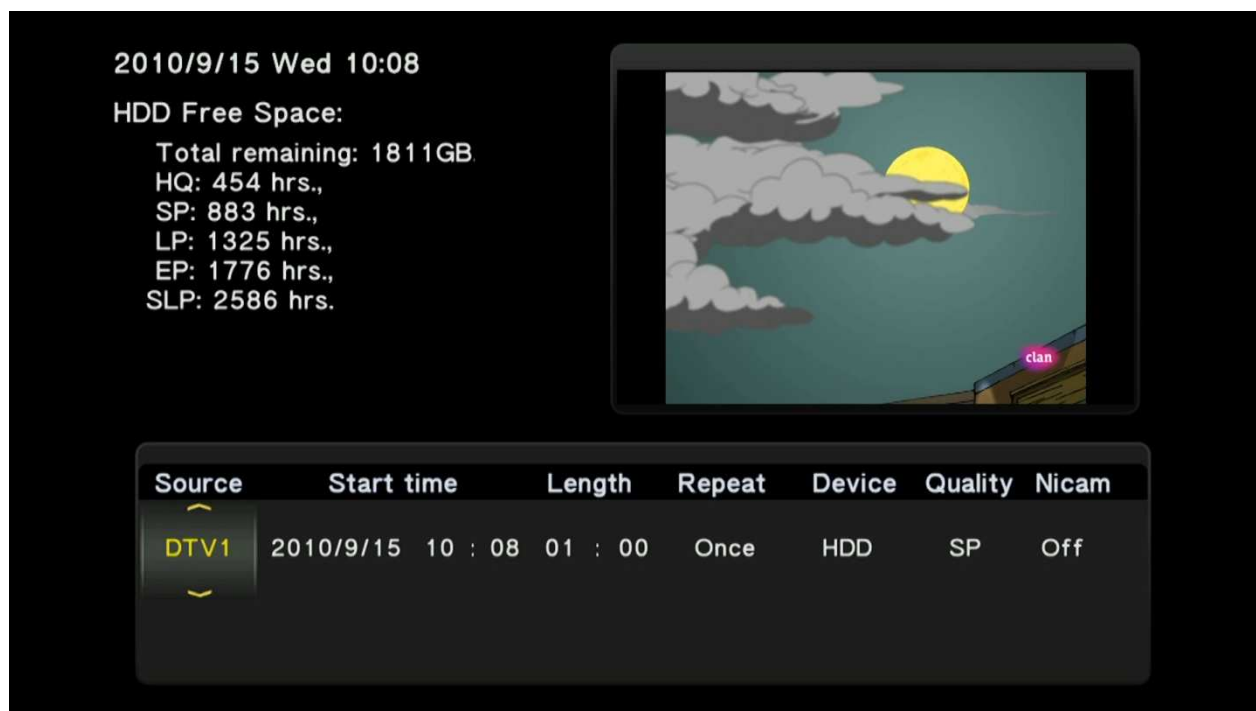 2010/9/15 Wed 10:08
HDD Free Space:
Total remaining: 1811GB.
HQ: 454 hrs.,
SP: 883 hrs.,
LP: 1325 hrs.,
EP: 1776 hrs.,
SLP: 2586 hrs.
clan
Source Start time Length Repeat Device Quality Nicam
DTV1 2010/9/15 10 : 08 01 : 00 Once HDD SP Off